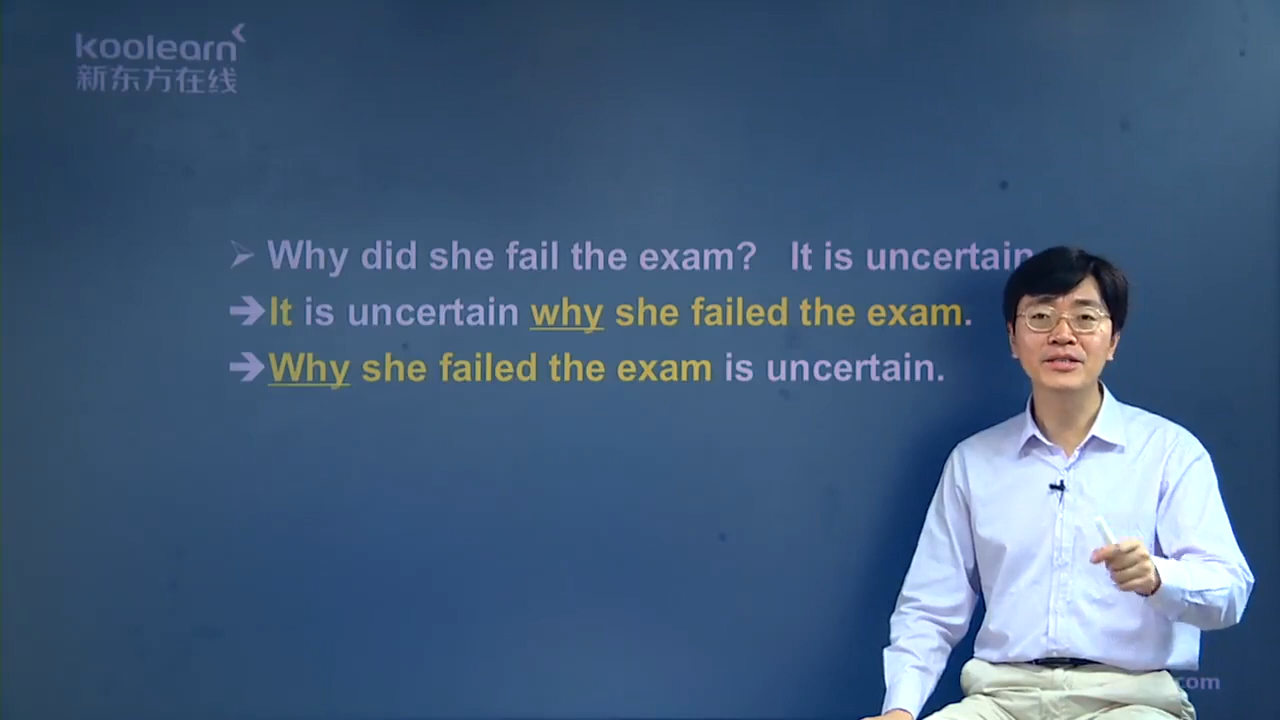 koolearn
新东方在线
➢ Why did she fail the exam? It is uncertain
➔It is uncertain why she failed the exam.
➔Why she failed the exam is uncertain.
.com